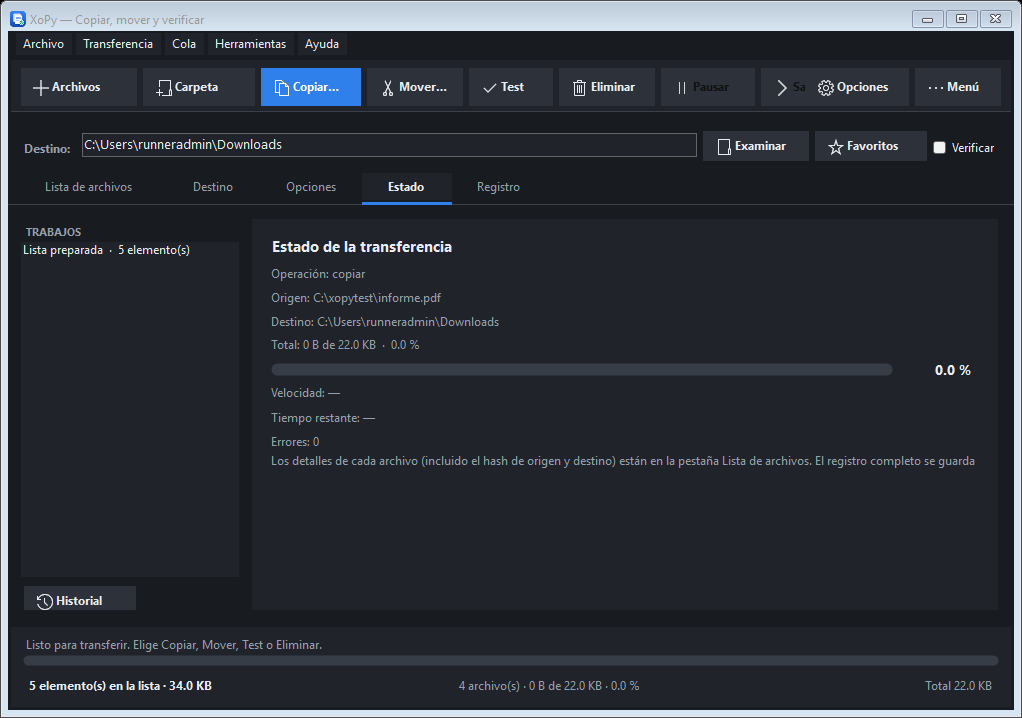 XoPy — Copiar, mover y verificar
Archivo Transferencia Cola Herramientas Ayuda
Archivos Carpeta Copiar... Mover... Test Eliminar Pausar Sa Opciones Menú
Destino: C:\Users\runneradmin\Downloads Examinar Favoritos Verificar
Lista de archivos Destino Opciones Estado Registro
TRABAJOS
Lista preparada · 5 elemento(s)
Historial
Estado de la transferencia
Operación: copiar
Origen: C:\xopytest\informe.pdf
Destino: C:\Users\runneradmin\Downloads
Total: 0 B de 22.0 KB · 0.0 %
0.0 %
Velocidad: —
Tiempo restante: —
Errores: 0
Los detalles de cada archivo (incluido el hash de origen y destino) están en la pestaña Lista de archivos. El registro completo se guarda
Listo para transferir. Elige Copiar, Mover, Test o Eliminar.
5 elemento(s) en la lista · 34.0 KB 4 archivo(s) · 0 B de 22.0 KB · 0.0 % Total 22.0 KB